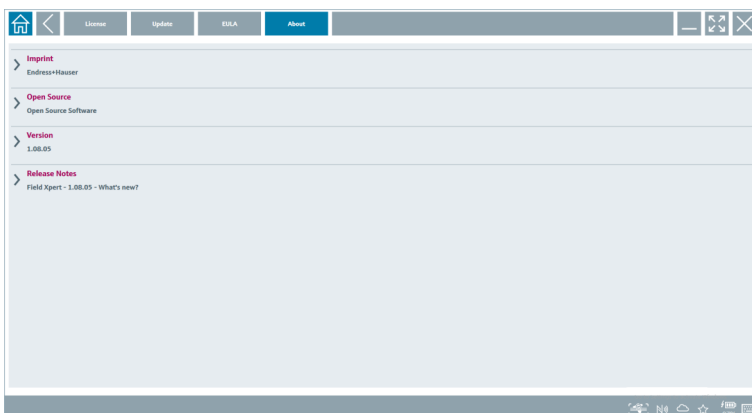 License Update EULA About
Imprint
Endress+Hauser
Open Source
Open Source Software
Version
1.08.05
Release Notes
Field Xpert - 1.08.05 - What's new?